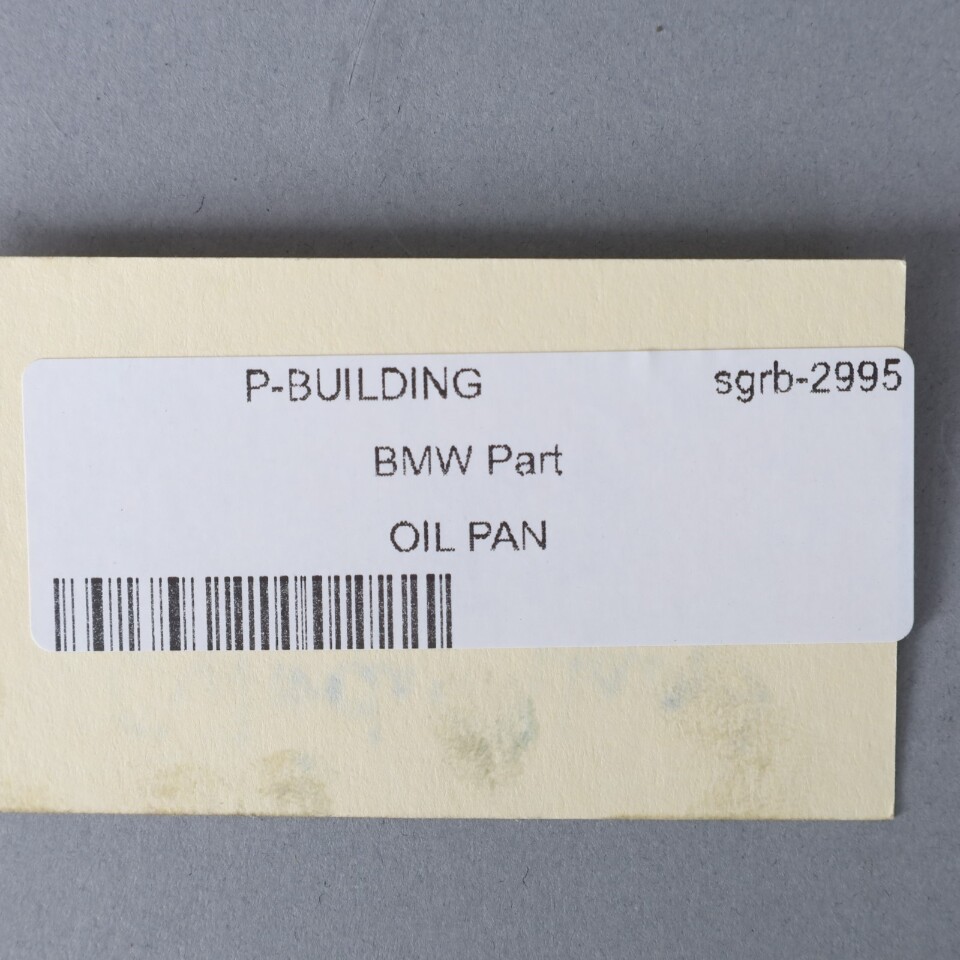 P-BUILDING sgrb-2995
BMW Part
OIL PAN